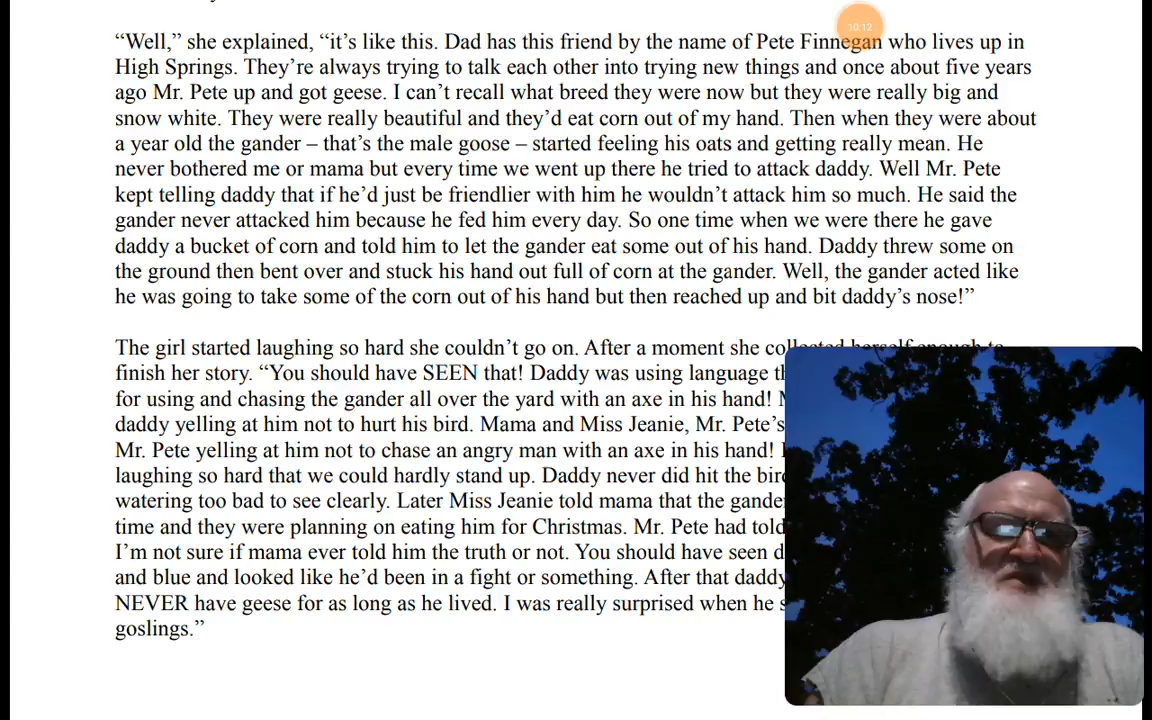 10:12
“Well,” she explained, “it’s like this. Dad has this friend by the name of Pete Finnegan who lives up in
High Springs. They’re always trying to talk each other into trying new things and once about five years
ago Mr. Pete up and got geese. I can’t recall what breed they were now but they were really big and
snow white. They were really beautiful and they’d eat corn out of my hand. Then when they were about
a year old the gander – that’s the male goose – started feeling his oats and getting really mean. He
never bothered me or mama but every time we went up there he tried to attack daddy. Well Mr. Pete
kept telling daddy that if he’d just be friendlier with him he wouldn’t attack him so much. He said the
gander never attacked him because he fed him every day. So one time when we were there he gave
daddy a bucket of corn and told him to let the gander eat some out of his hand. Daddy threw some on
the ground then bent over and stuck his hand out full of corn at the gander. Well, the gander acted like
he was going to take some of the corn out of his hand but then reached up and bit daddy’s nose!”
The girl started laughing so hard she couldn’t go on. After a moment she collected herself enough to
finish her story. “You should have SEEN that! Daddy was using language
for using and chasing the gander all over the yard with an axe in his hand!
daddy yelling at him not to hurt his bird. Mama and Miss Jeanie, Mr. Pete’s
Mr. Pete yelling at him not to chase an angry man with an axe in his hand!
laughing so hard that we could hardly stand up. Daddy never did hit the
watering too bad to see clearly. Later Miss Jeanie told mama that the
time and they were planning on eating him for Christmas. Mr. Pete had told
I’m not sure if mama ever told him the truth or not. You should have seen
and blue and looked like he’d been in a fight or something. After that daddy
NEVER have geese for as long as he lived. I was really surprised when he
goslings.”